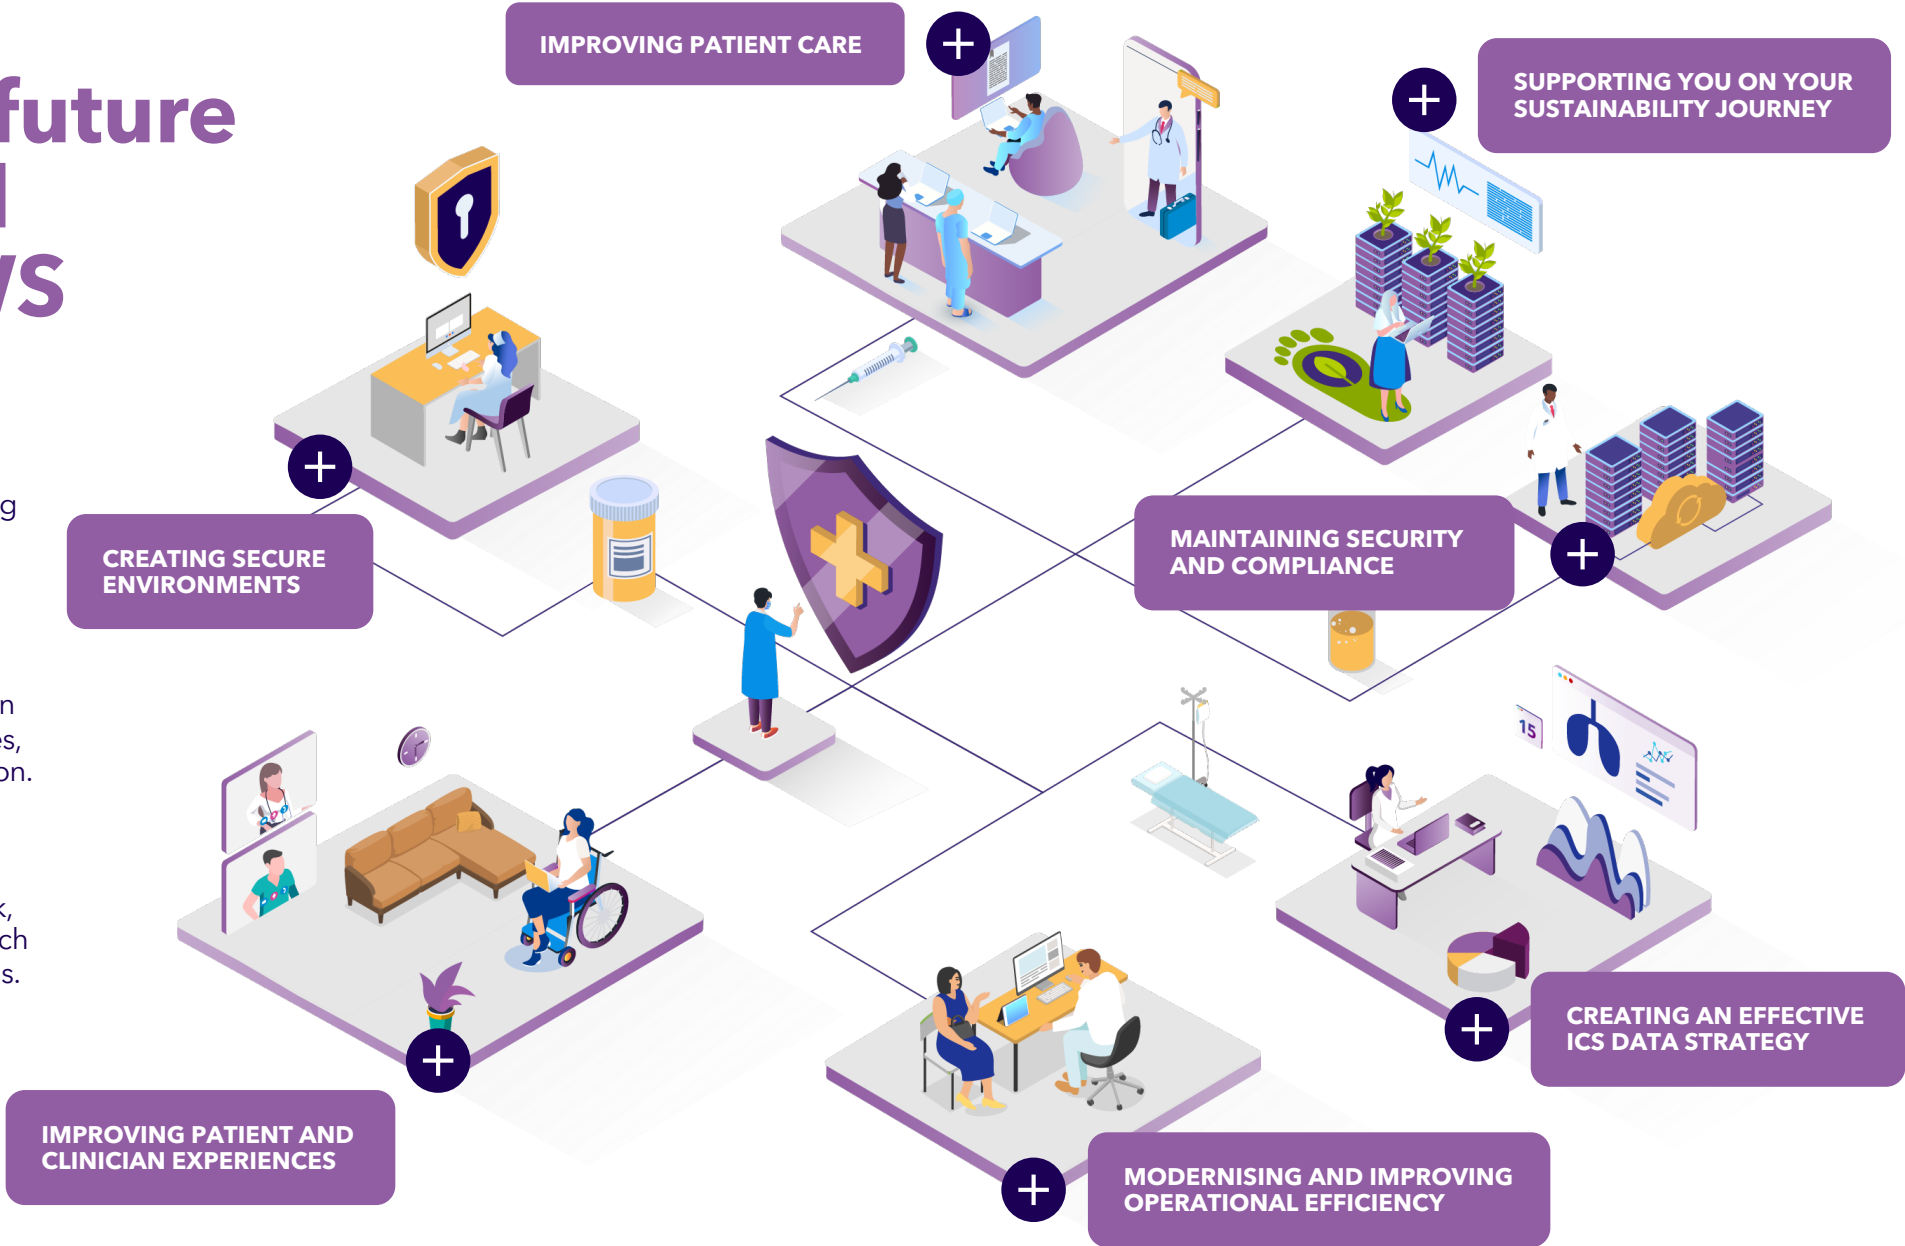 future
IMPROVING PATIENT CARE
SUPPORTING YOU ON YOUR
SUSTAINABILITY JOURNEY
CREATING SECURE
ENVIRONMENTS
MAINTAINING SECURITY
AND COMPLIANCE
15
CREATING AN EFFECTIVE
ICS DATA STRATEGY
IMPROVING PATIENT AND
CLINICIAN EXPERIENCES
MODERNISING AND IMPROVING
OPERATIONAL EFFICIENCY